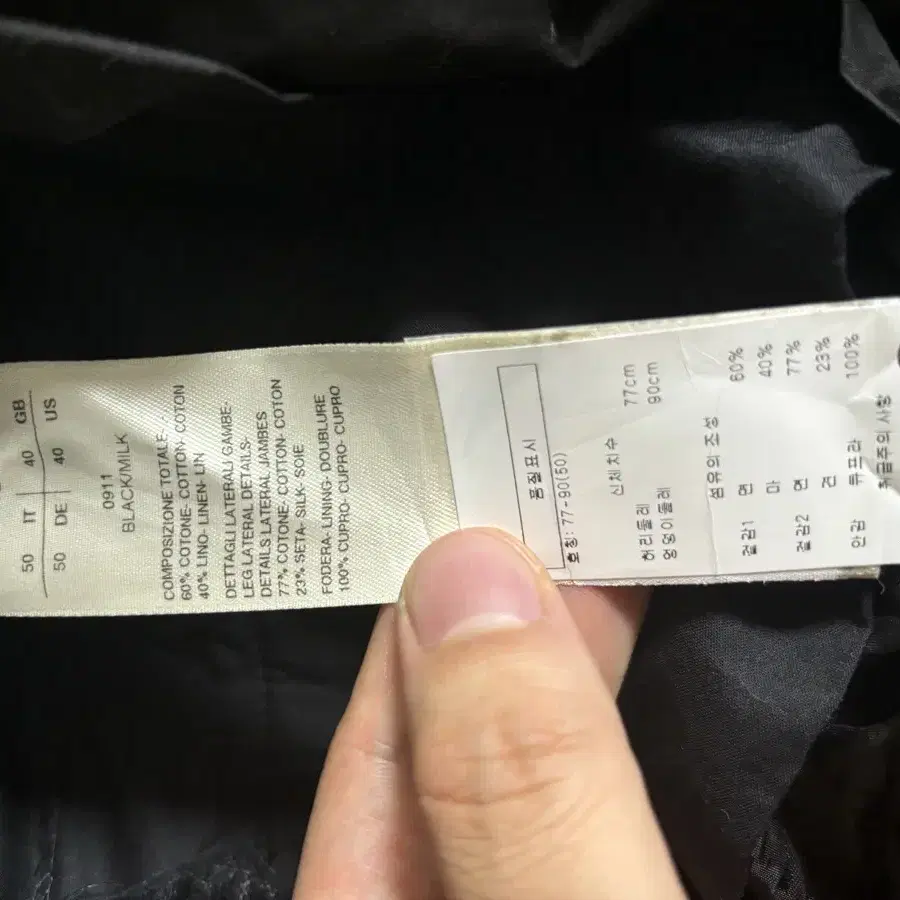 50 IT 40 GB
50 DE 40 US
0911
BLACK/MILK
COMPOSIZIONE TOTALE-
60% COTONE- COTTON- COTON
40% LINO- LINEN- LIN
DETTAGLI LATERALI GAMBE-
LEG LATERAL DETAILS-
DETAILS LATERAL JAMBES
77% COTONE- COTTON- COTON
23% SETA- SILK- SOIE
FODERA- LINING- DOUBLURE
100% CUPRO- CUPRO- CUPRO
품질표시
호칭: 77-90(50)
신체치수
허리둘레 77cm
엉덩이둘레 90cm
섬유의 조성
겉감1 면 60%
마 40%
겉감2 면 77%
견 23%
안감 큐프라 100%
취급주의 사항